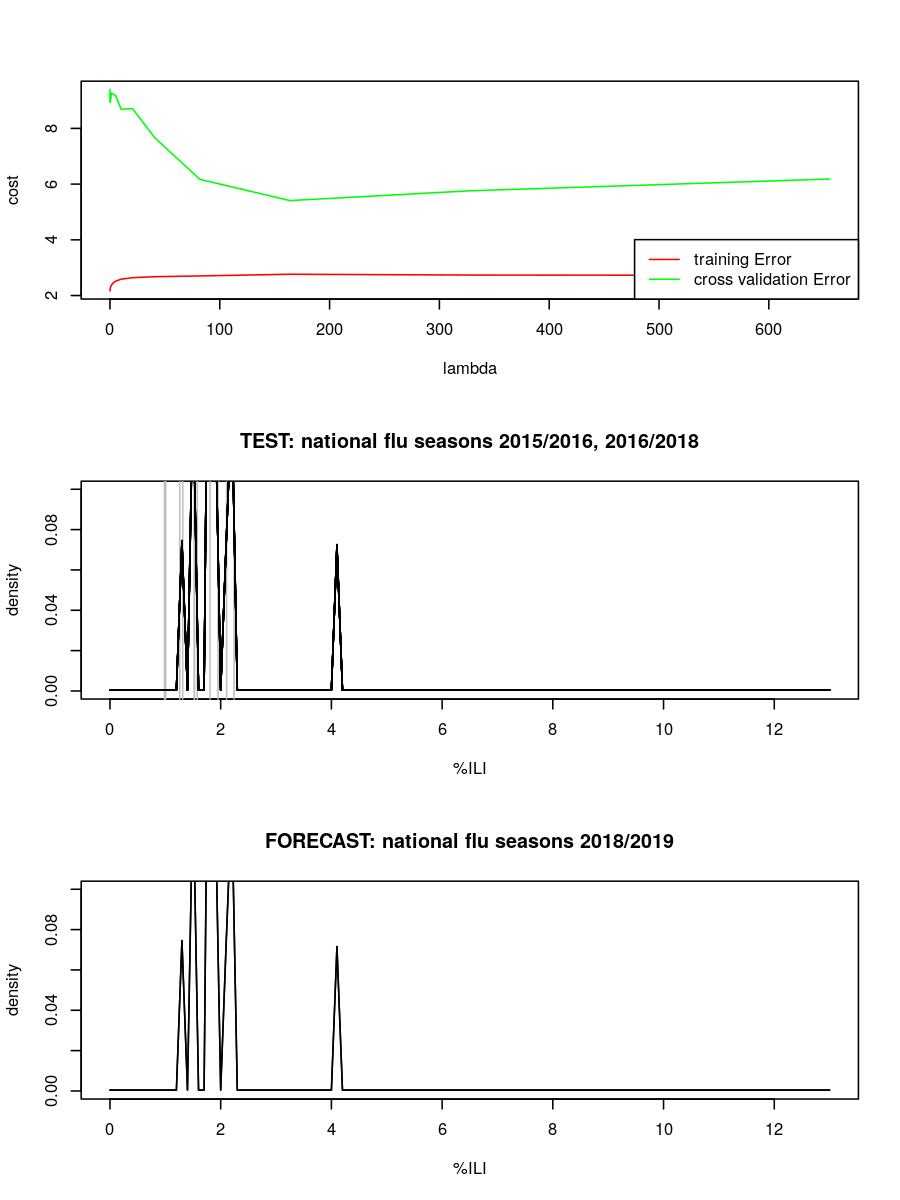 cost
8
6
4
2
training Error
cross validation Error
0 100 200 300 400 500 600
lambda
TEST: national flu seasons 2015/2016, 2016/2018
density
0.08
0.04
0.00
0 2 4 6 8 10 12
%ILI
FORECAST: national flu seasons 2018/2019
density
0.08
0.04
0.00
0 2 4 6 8 10 12
%ILI